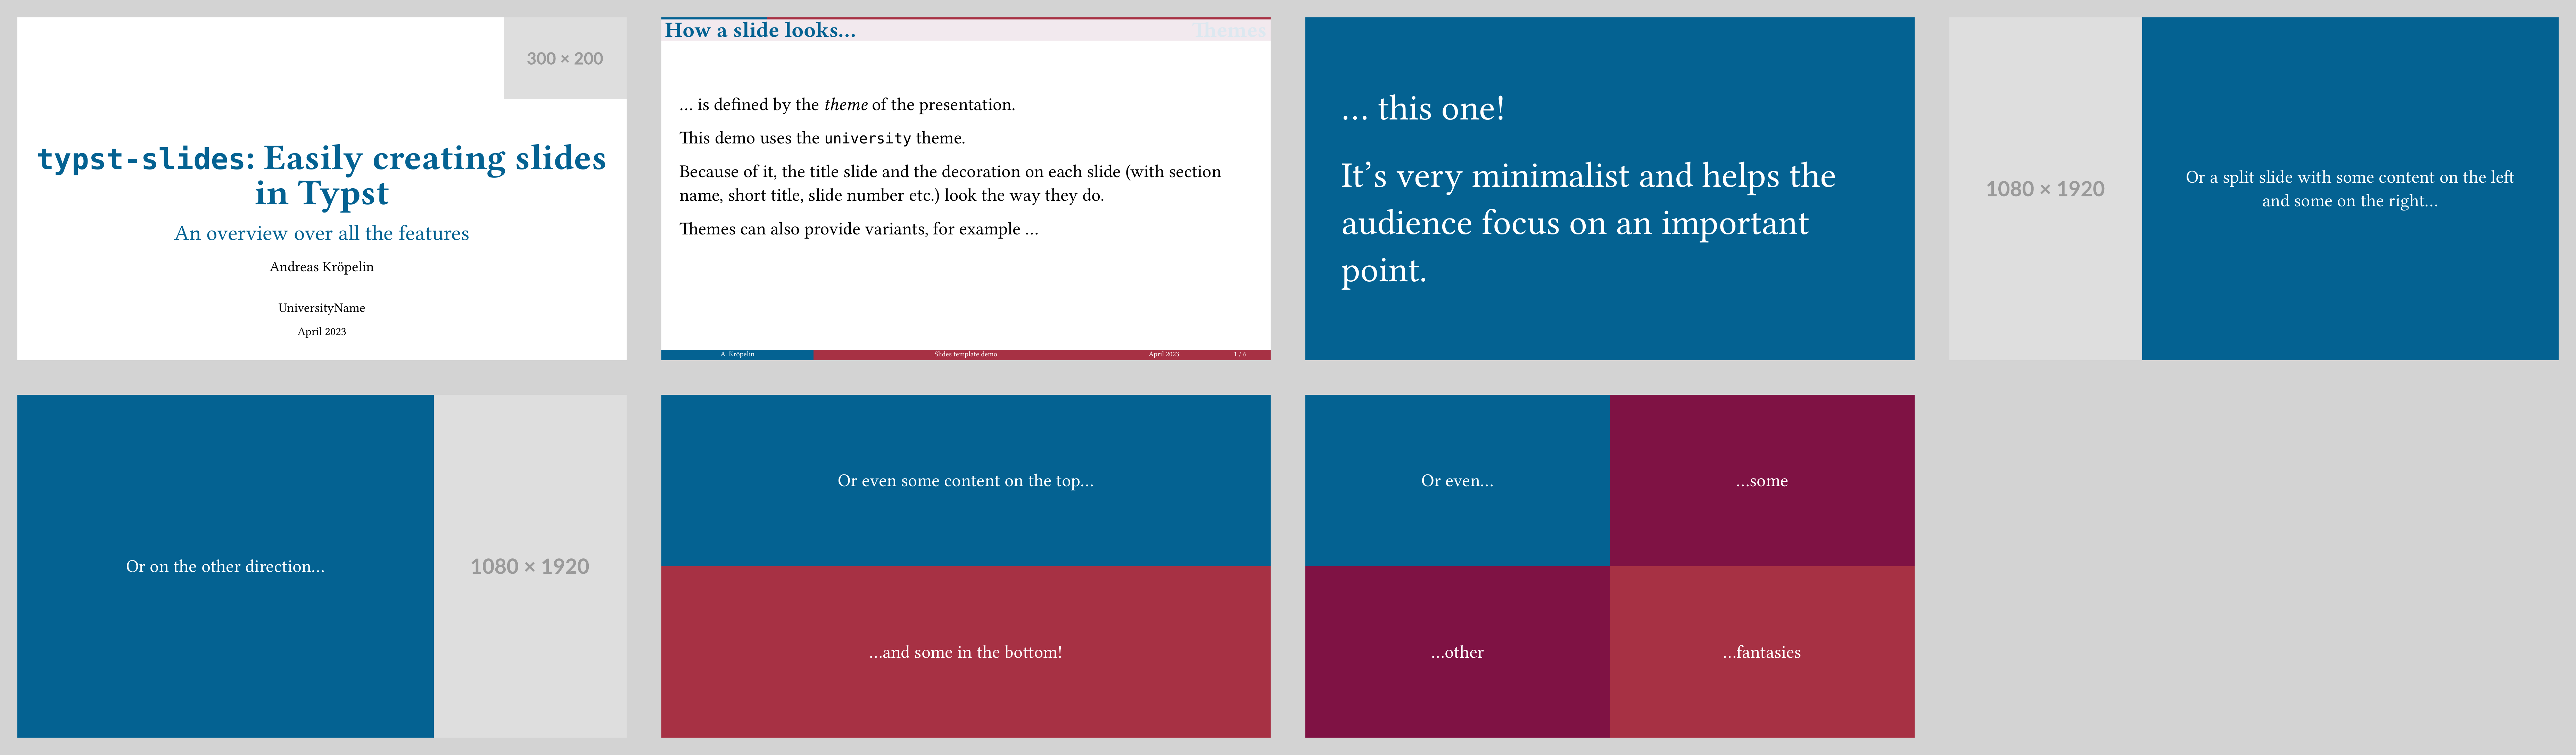 300 × 200
typst-slides: Easily creating slides
in Typst
An overview over all the features
Andreas Kröpelin
UniversityName
April 2023
How a slide looks…
Themes
… is defined by the theme of the presentation.
This demo uses the university theme.
Because of it, the title slide and the decoration on each slide (with section
name, short title, slide number etc.) look the way they do.
Themes can also provide variants, for example …
A. Kröpelin
Slides template demo
April 2023
1 / 6
… this one!
It’s very minimalist and helps the
audience focus on an important
point.
1080 × 1920
Or a split slide with some content on the left
and some on the right…
Or on the other direction…
1080 × 1920
Or even some content on the top…
…and some in the bottom!
Or even…
…some
…other
…fantasies